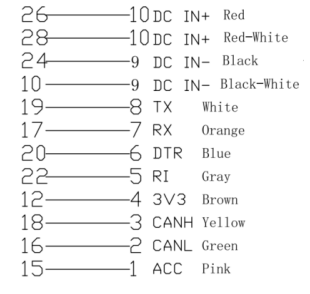 26 10 DC IN+ Red
28 10 DC IN+ Red-White
24 9 DC IN- Black
10 9 DC IN- Black-White
19 8 TX White
17 7 RX Orange
20 6 DTR Blue
22 5 RI Gray
12 4 3V3 Brown
18 3 CANH Yellow
16 2 CANL Green
15 1 ACC Pink